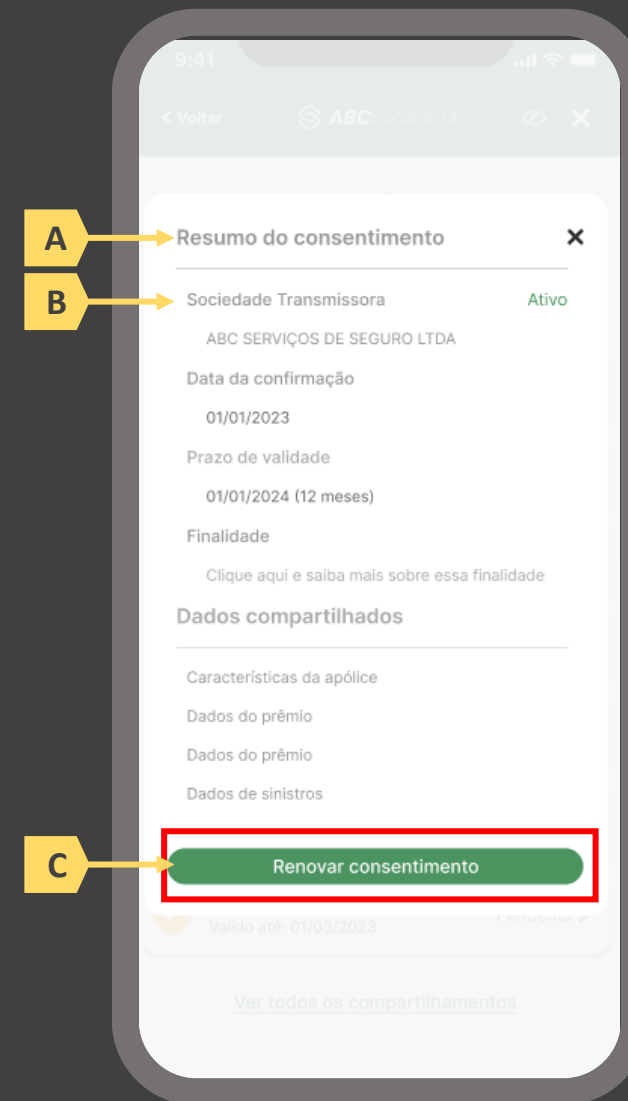 9:41
< Voltar
ABCiniciadora
A
Resumo do consentimento
B
Sociedade Transmissora
Ativo
ABC SERVIÇOS DE SEGURO LTDA
Data da confirmação
01/01/2023
Prazo de validade
01/01/2024 (12 meses)
Finalidade
Clique aqui e saiba mais sobre essa finalidade
Dados compartilhados
Características da apólice
Dados do prêmio
Dados do prêmio
Dados de sinistros
C
Renovar consentimento
Valido até: 01/03/2023
Pendente
Ver todos os compartilhamentos